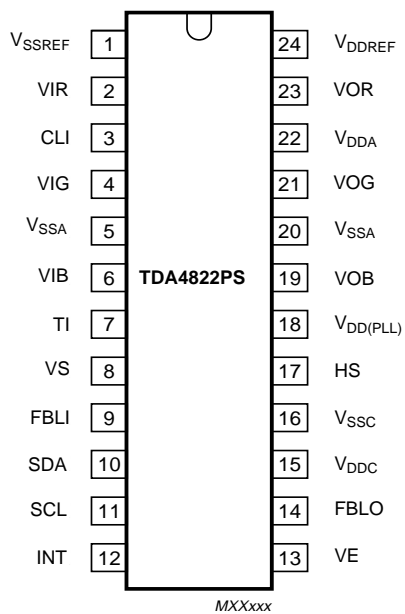 VSSREF 1 24 VDDREF
VIR 2 23 VOR
CLI 3 22 VDDA
VIG 4 21 VOG
VSSA 5 20 VSSA
VIB 6 TDA4822PS 19 VOB
TI 7 18 VDD(PLL)
VS 8 17 HS
FBLI 9 16 VSSC
SDA 10 15 VDDC
SCL 11 14 FBLO
INT 12 13 VE
MXXxxx